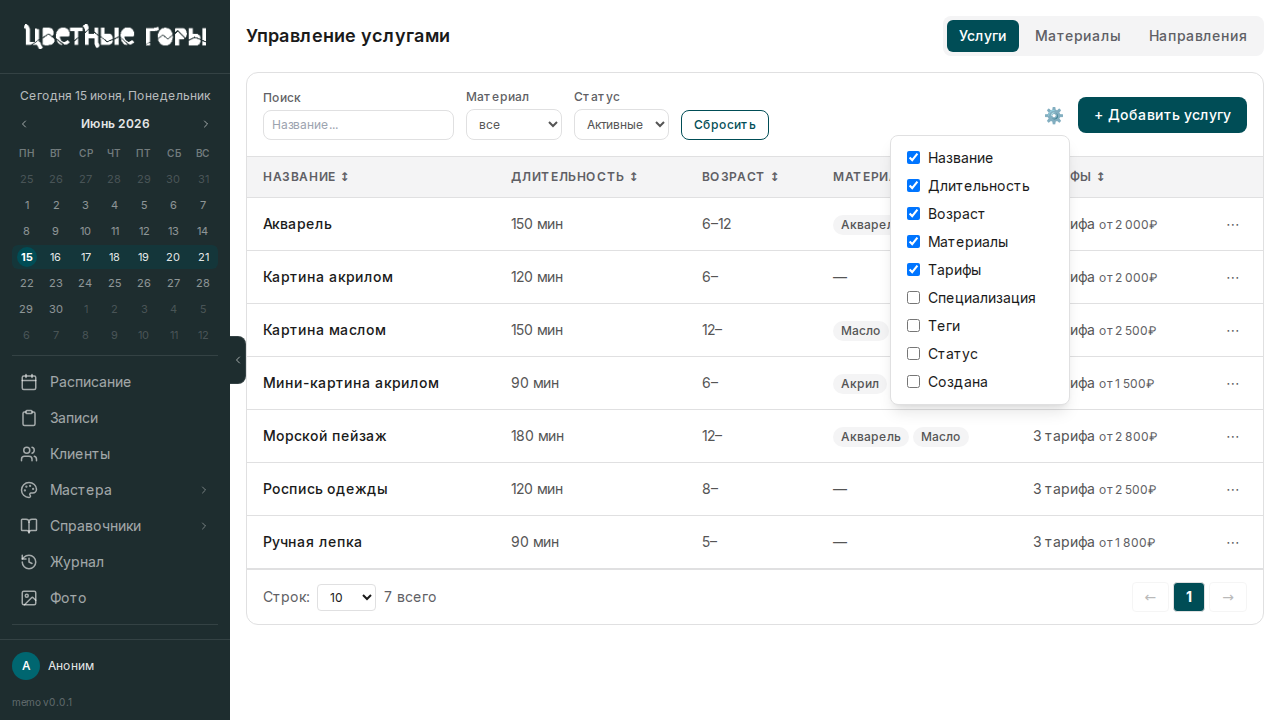 Цветные горы
Сегодня 15 июня, Понедельник
Июнь 2026
ПН ВТ СР ЧТ ПТ СБ ВС
25 26 27 28 29 30 31
1 2 3 4 5 6 7
8 9 10 11 12 13 14
15 16 17 18 19 20 21
22 23 24 25 26 27 28
29 30 1 2 3 4 5
6 7 8 9 10 11 12
Расписание
Записи
Клиенты
Мастера
Справочники
Журнал
Фото
А Аноним
memo v0.0.1
Управление услугами
Услуги Материалы Направления
Поиск Материал Статус
Название... все Активные Сбросить
+ Добавить услугу
Название
Длительность
Возраст
Материалы
Тарифы
Специализация
Теги
Статус
Создана
НАЗВАНИЕ ↕ ДЛИТЕЛЬНОСТЬ ↕ ВОЗРАСТ ↕
Акварель 150 мин 6–12 от 2 000₽ ...
Картина акрилом 120 мин 6– — от 2 000₽ ...
Картина маслом 150 мин 12– Масло от 2 500₽ ...
Мини-картина акрилом 90 мин 6– Акрил от 1 500₽ ...
Морской пейзаж 180 мин 12– Акварель Масло 3 тарифа от 2 800₽ ...
Роспись одежды 120 мин 8– — 3 тарифа от 2 500₽ ...
Ручная лепка 90 мин 5– — 3 тарифа от 1 800₽ ...
Строк: 10 7 всего ← 1 →